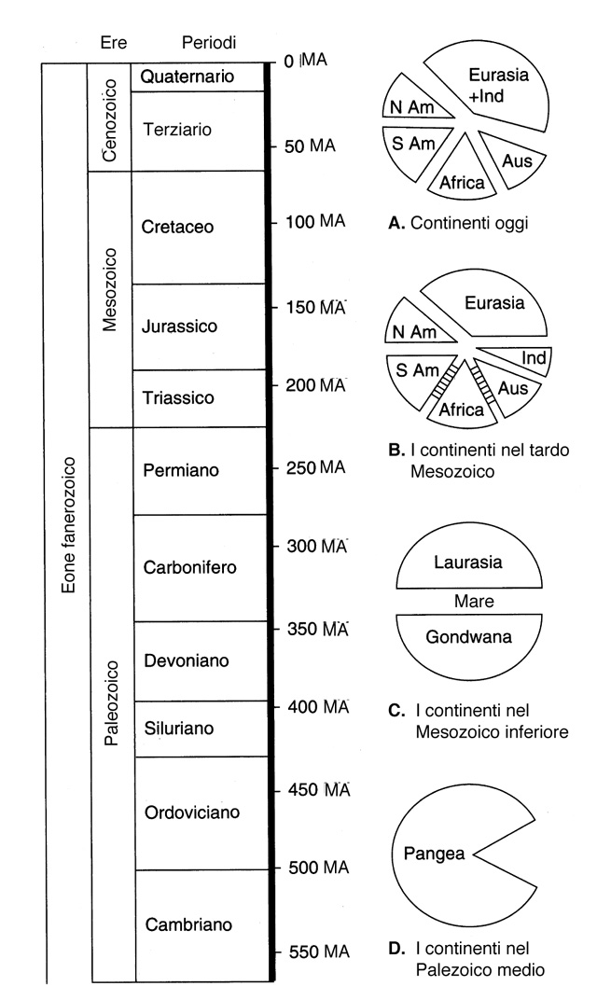 Ere Periodi
Eone fanerozoico
Cenozoico
Mesozoico
Paleozoico
Quaternario
Terziario
Cretaceo
Jurassico
Triassico
Permiano
Carbonifero
Devoniano
Siluriano
Ordoviciano
Cambriano
0 MA
50 MA
100 MA
150 MA
200 MA
250 MA
300 MA
350 MA
400 MA
450 MA
500 MA
550 MA
Eurasia
+Ind
N Am
S Am
Africa
Aus
A. Continenti oggi
Eurasia
N Am
Ind
S Am
Aus
Africa
B. I continenti nel tardo
Mesozoico
Laurasia
Mare
Gondwana
C. I continenti nel
Mesozoico inferiore
Pangea
D. I continenti nel
Palezoico medio